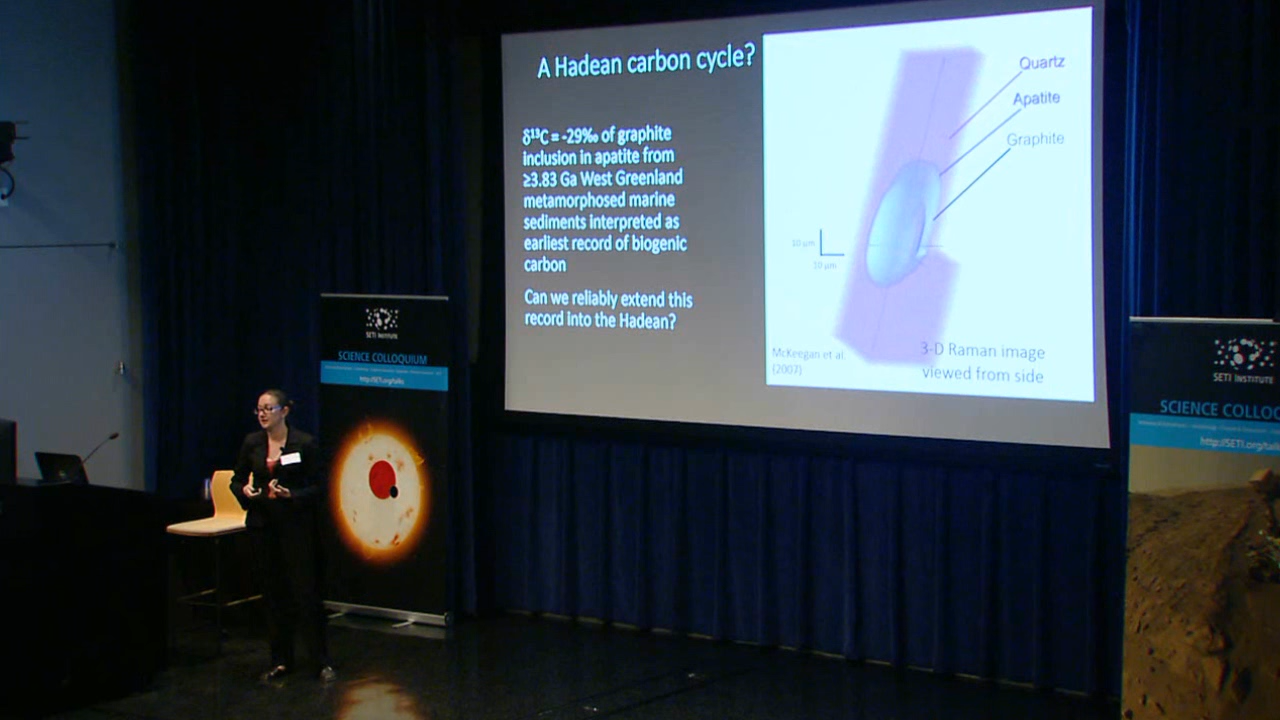 A Hadean carbon cycle?
δ¹³C = -29‰ of graphite
inclusion in apatite from
≥3.83 Ga West Greenland
metamorphosed marine
sediments interpreted as
earliest record of biogenic
carbon
Can we reliably extend this
record into the Hadean?
Quartz
Apatite
Graphite
10 µm
10 µm
McKeegan et al.
(2007)
3-D Raman image
viewed from side
SETI INSTITUTE
SCIENCE COLLOQUIUM
http://SETI.org/talks
SETI INSTITUTE
SCIENCE COLLOQ
http://SETI.org/talk